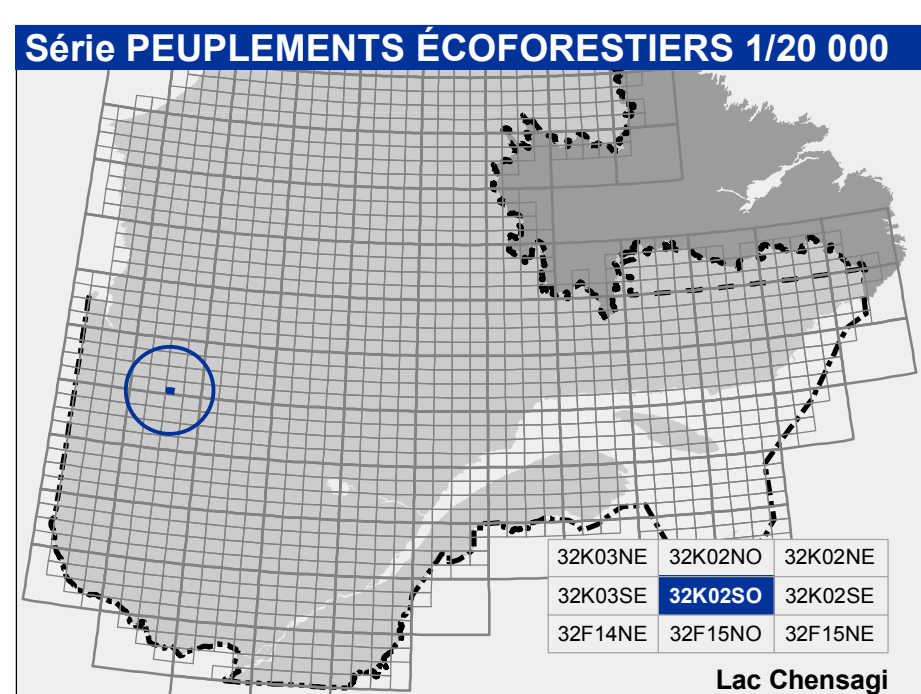 Série PEUPLEMENTS ÉCOFORESTIERS 1/20 000
32K03NE 32K02NO 32K02NE
32K03SE 32K02SO 32K02SE
32F14NE 32F15NO 32F15NE
Lac Chensagi